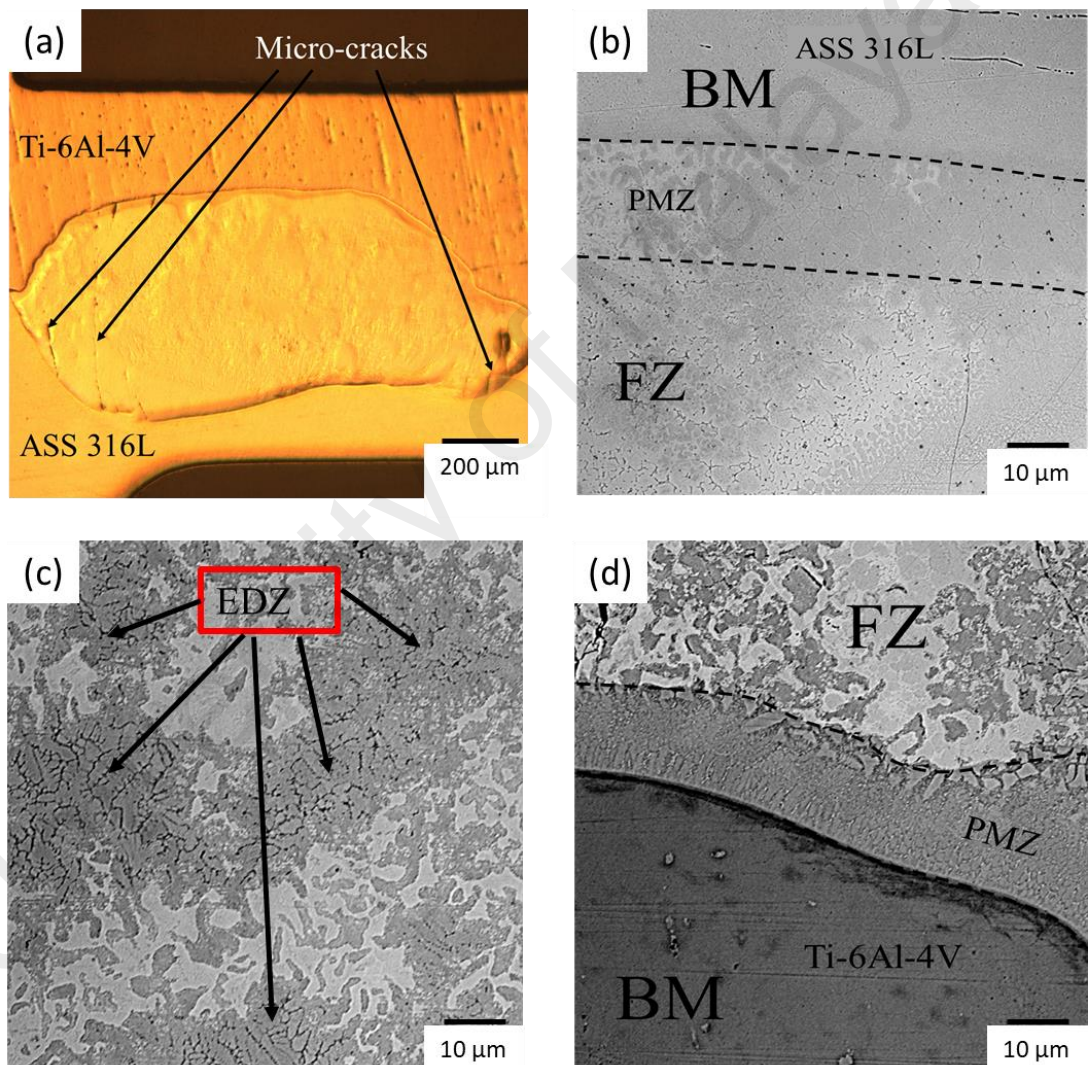 (a)
Micro-cracks
Ti-6Al-4V
ASS 316L
200 µm
(b)
ASS 316L
BM
PMZ
FZ
10 µm
(c)
EDZ
10 µm
(d)
FZ
PMZ
Ti-6Al-4V
BM
10 µm